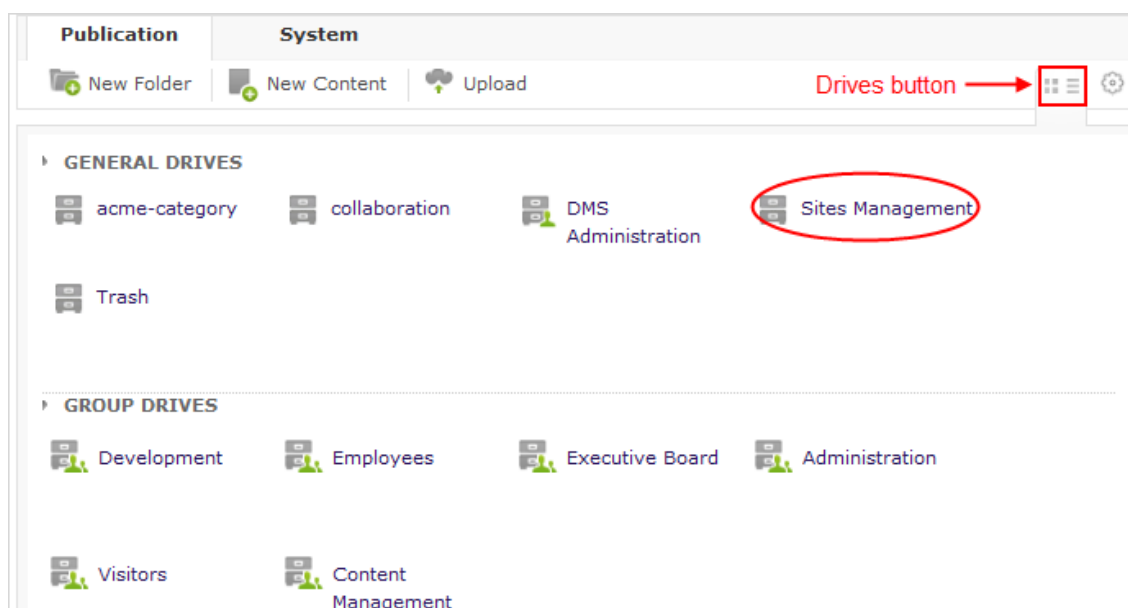 Publication System
New Folder New Content Upload Drives button
GENERAL DRIVES
acme-category collaboration DMS Sites Management
Administration
Trash
GROUP DRIVES
Development Employees Executive Board Administration
Visitors Content
Management